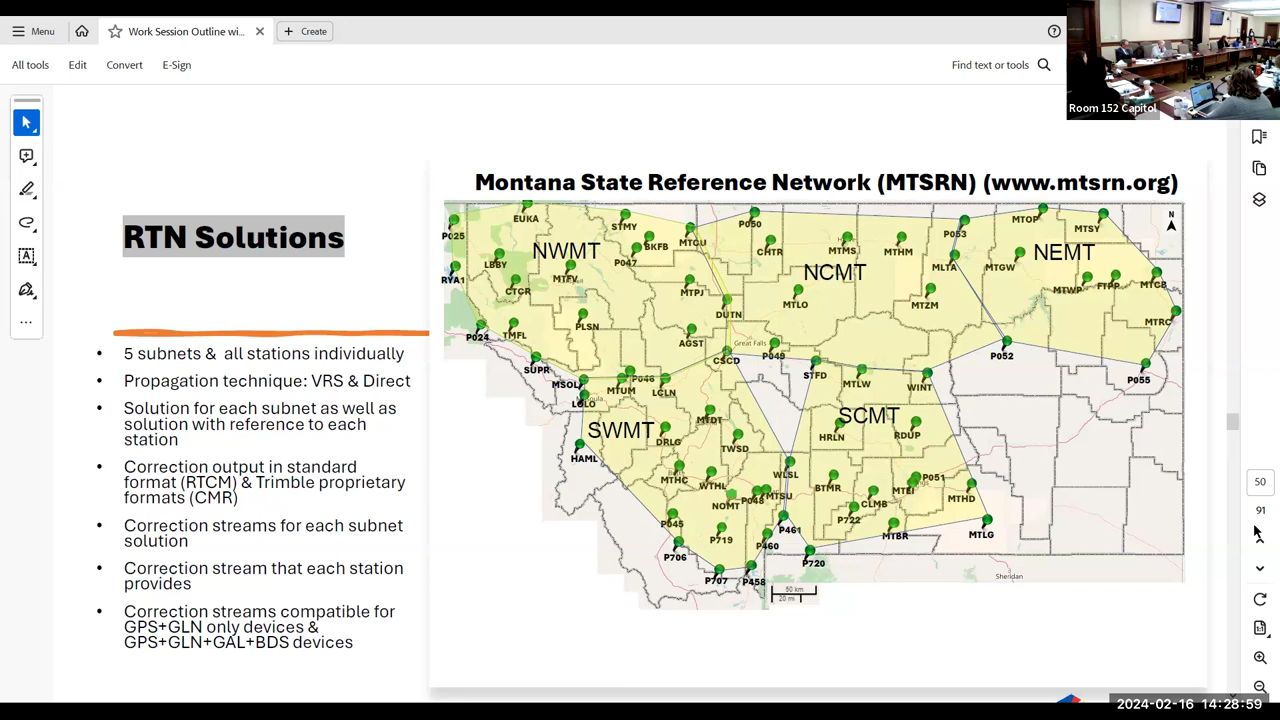 Menu
Work Session Outline wi...
Create
All tools
Edit
Convert
E-Sign
Find text or tools
Room 152 Capitol
Montana State Reference Network (MTSRN) (www.mtsrn.org)
RTN Solutions
• 5 subnets & all stations individually
• Propagation technique: VRS & Direct
• Solution for each subnet as well as
solution with reference to each
station
• Correction output in standard
format (RTCM) & Trimble proprietary
formats (CMR)
• Correction streams for each subnet
solution
• Correction stream that each station
provides
• Correction streams compatible for
GPS+GLN only devices &
GPS+GLN+GAL+BDS devices
EUKA
P025
STMY
MTCU
P050
P053
MTOP
MTSY
N
BKFB
P047
CHTR
MTMS
MTHM
NWMT
NCMT
NEMT
LBBY
RYA1
CTCR
MTFV
MTPJ
MTLO
MTZM
MLTA
MTGW
MTWP
FTPP
MTCB
DUTN
PLSN
P024
TMFL
AGST
Great Falls
CSCD
P049
MTRC
P052
SUPR
STFD
P055
MSOL
MTUM
P046
LCLN
MTLW
WINT
LOLO
MTDT
SWMT
SCMT
DRLG
TWSD
HRLN
RDUP
HAML
MTHC
WTHL
WLSL
BTMR
P051
MTEI
MTHD
NOMT
P048
MTSU
CLMB
P045
P719
P461
P722
MTBR
MTLG
P706
P460
P720
P707
P458
Sheridan
50 km
20 mi
50
91
2024-02-16 14:28:59